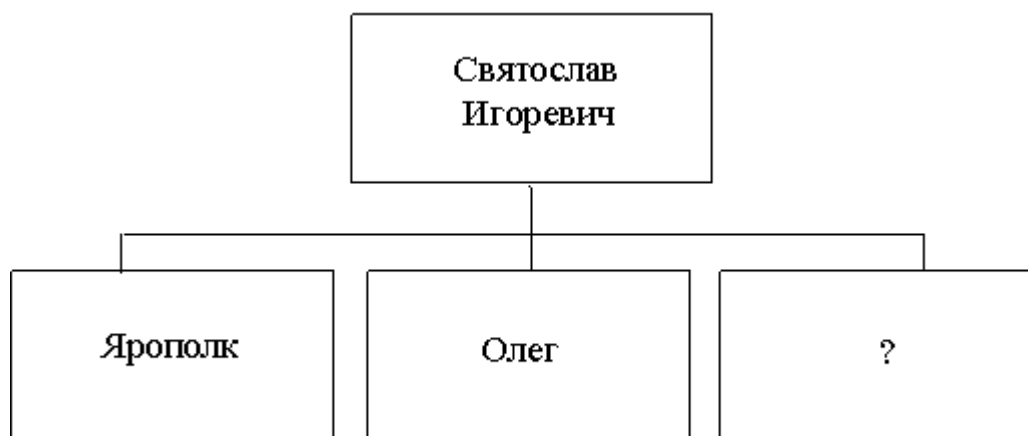 Святослав
Игоревич
Ярополк
Олег
?